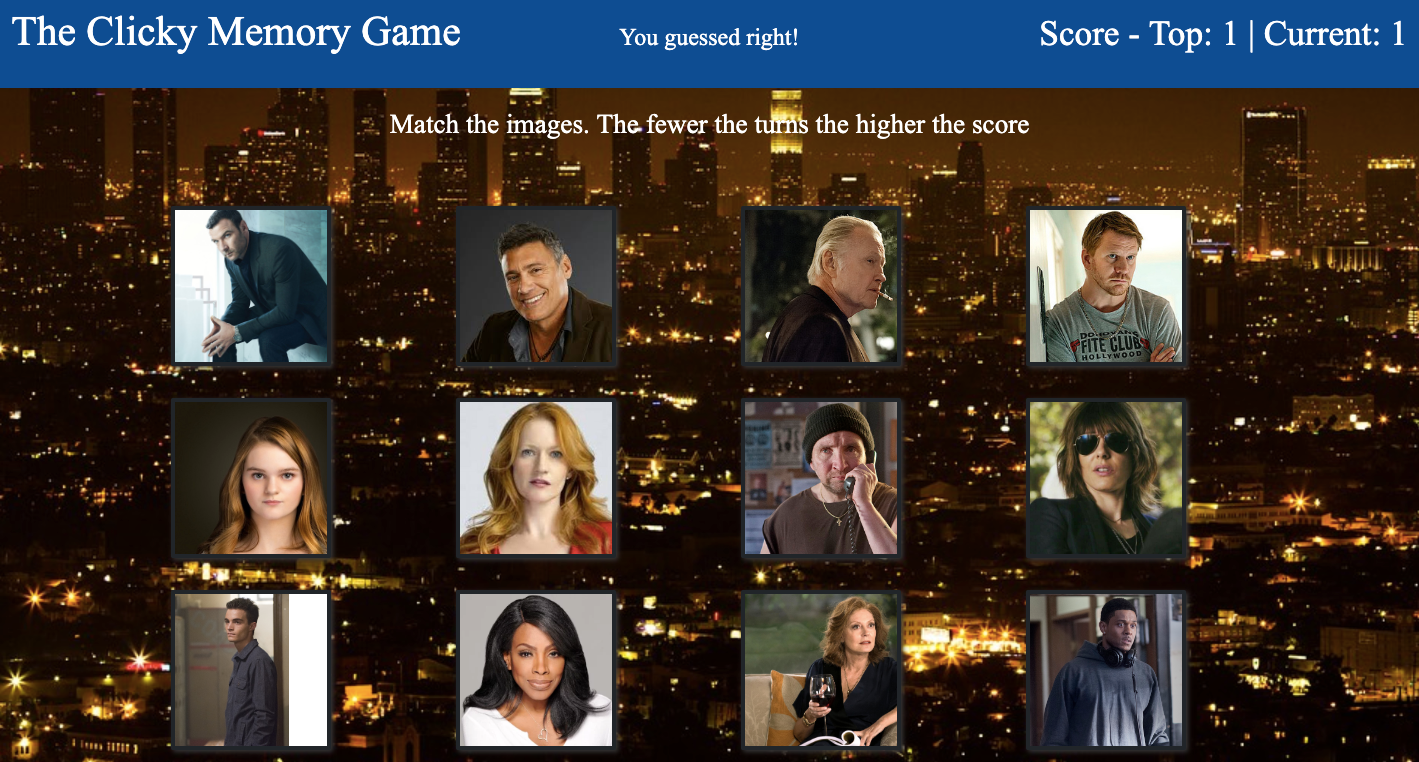 The Clicky Memory Game
You guessed right!
Score - Top: 1 | Current: 1
Match the images. The fewer the turns the higher the score
DONOVAN'S
FITE CLUB
HOLLYWOOD